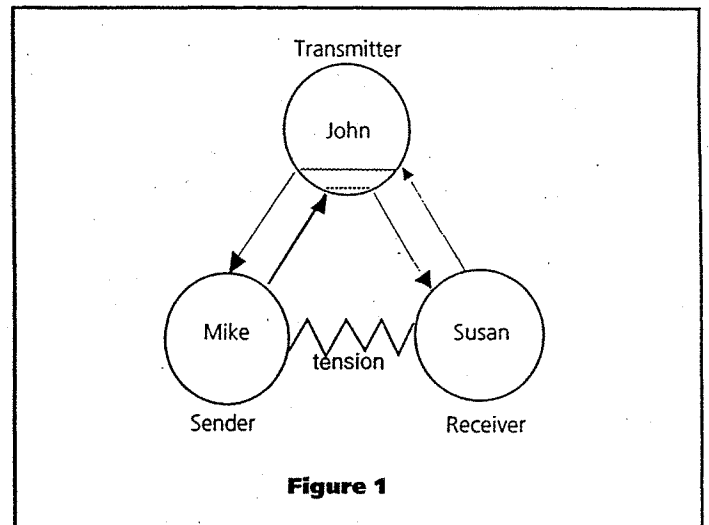 Transmitter
John
Mike
tension
Susan
Sender
Receiver
Figure 1